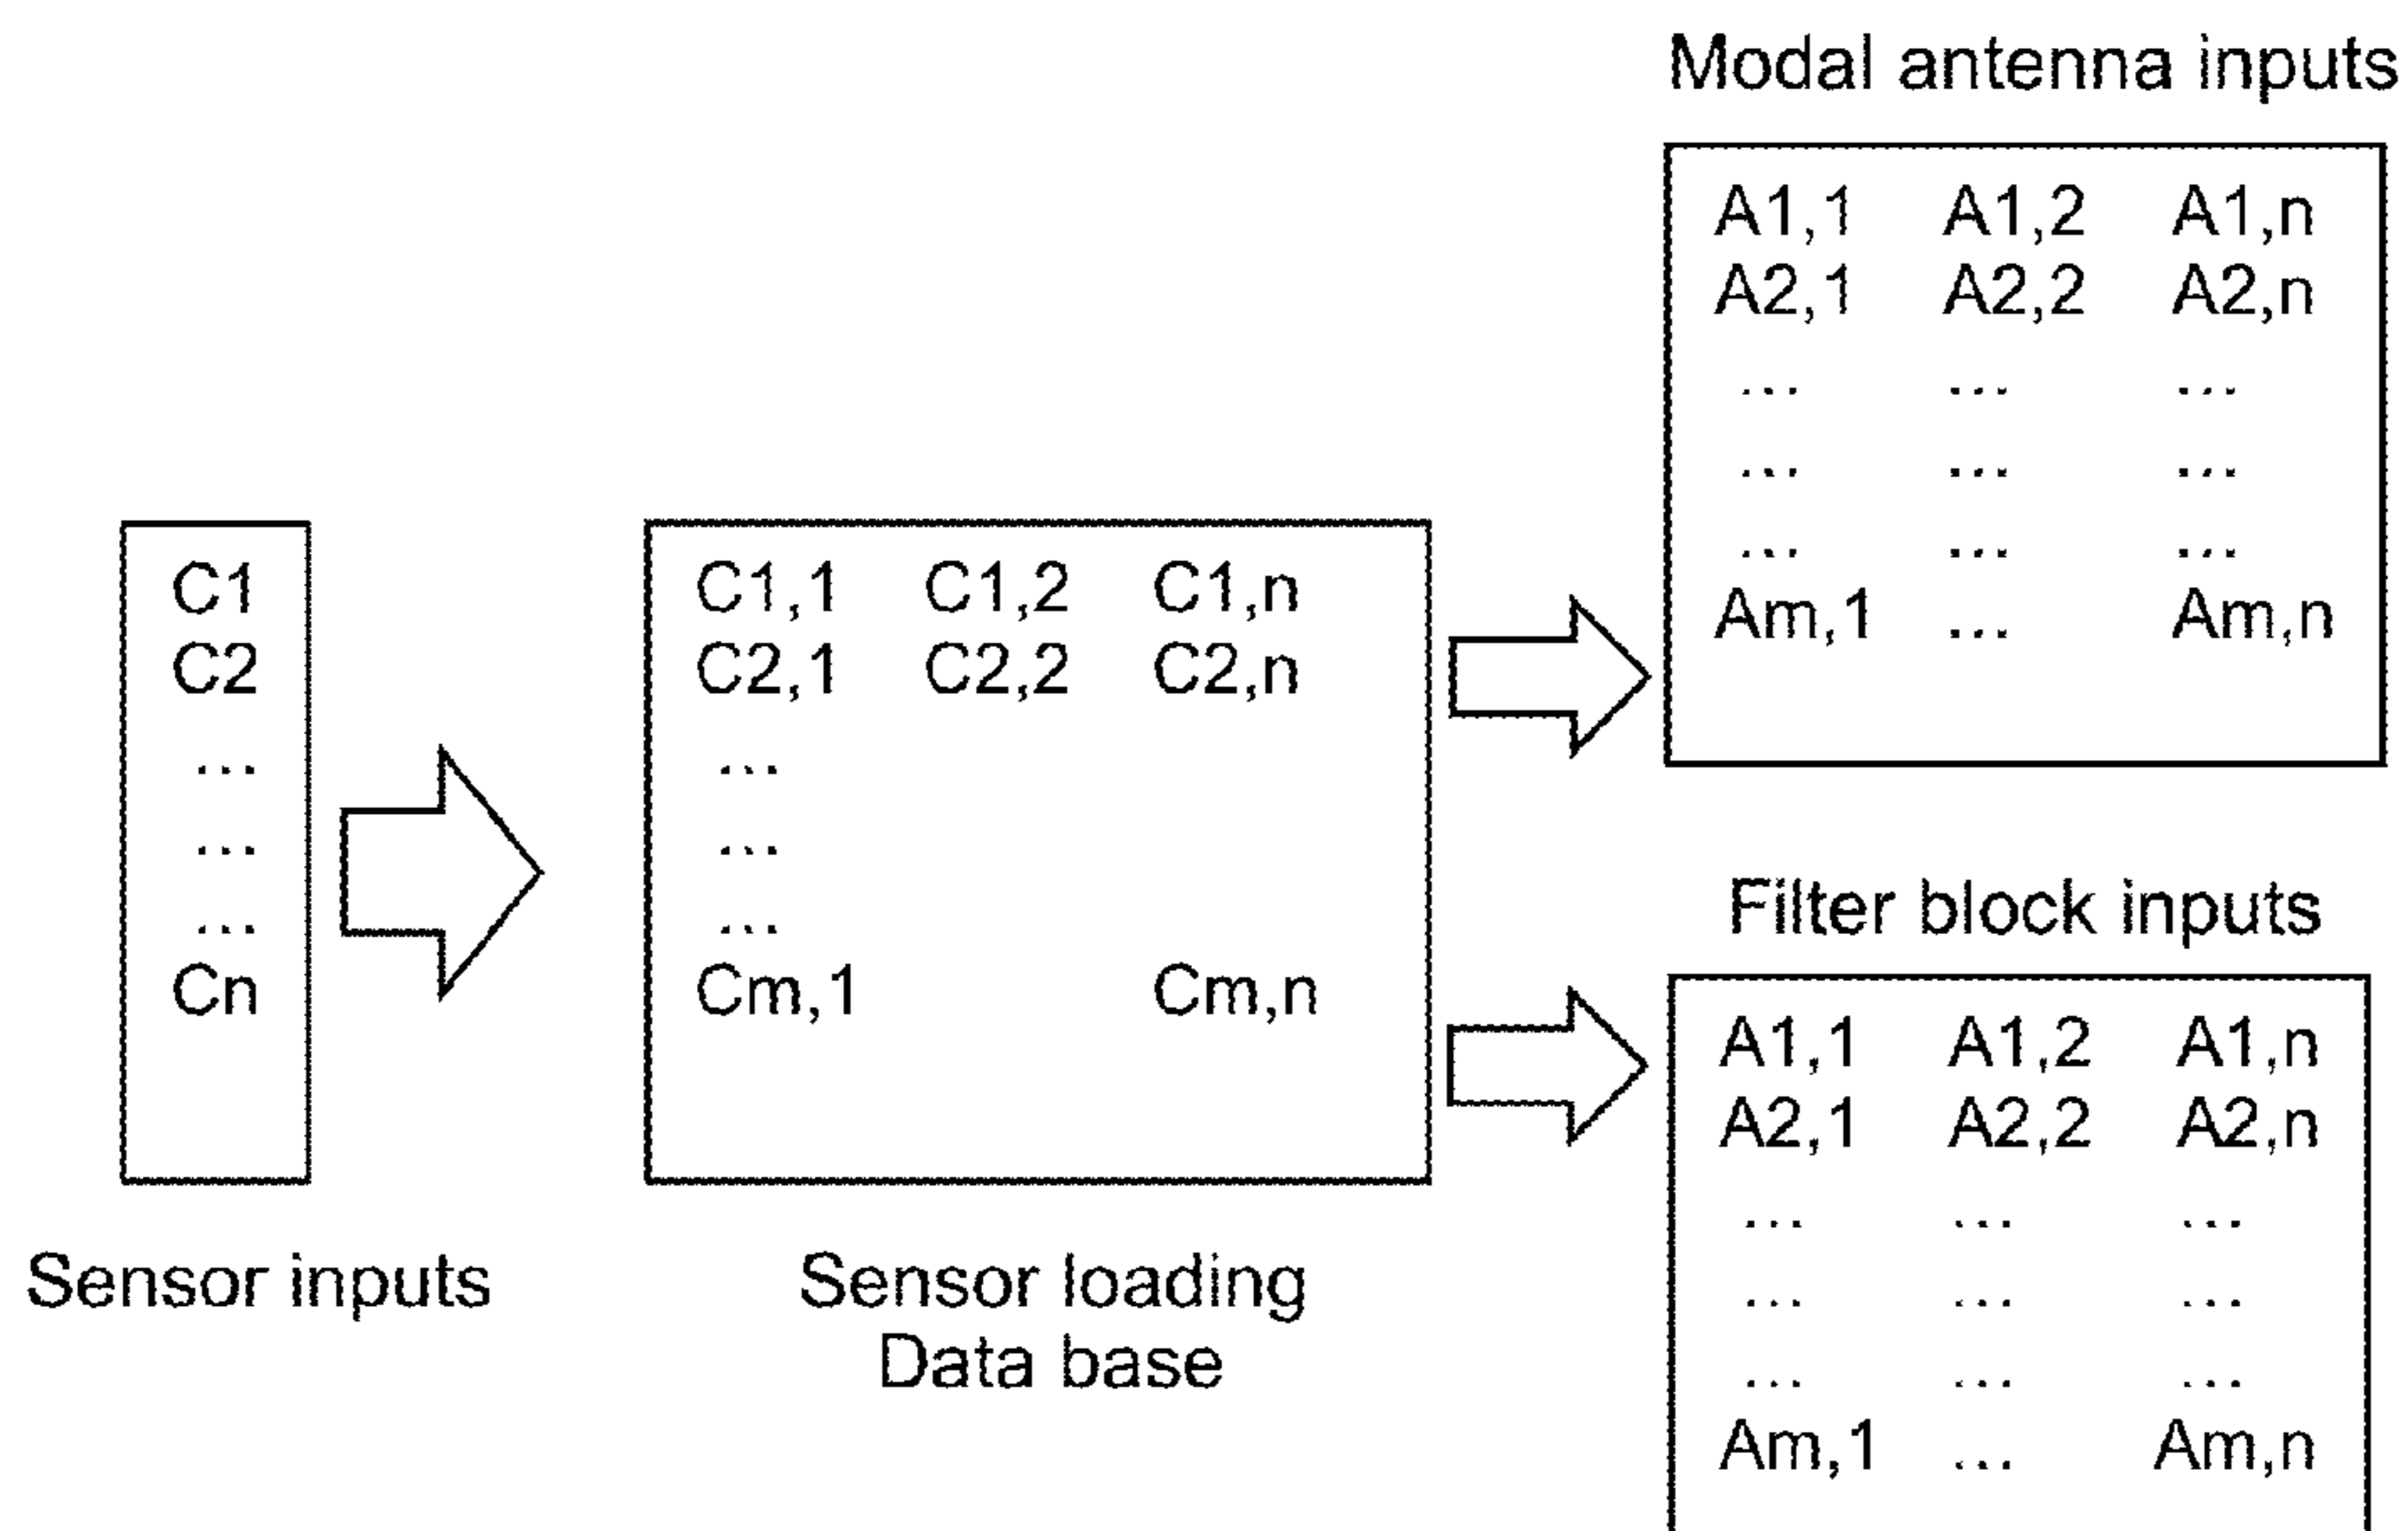 Modal antenna inputs
A1,1 A1,2 A1,n
A2,1 A2,2 A2,n
... ... ...
... ... ...
... ... ...
Am,1 ... Am,n
C1
C2
...
...
...
Cn
Sensor inputs
C1,1 C1,2 C1,n
C2,1 C2,2 C2,n
...
...
...
Cm,1 Cm,n
Sensor loading
Data base
Filter block inputs
A1,1 A1,2 A1,n
A2,1 A2,2 A2,n
... ... ...
... ... ...
... ... ...
Am,1 ... Am,n